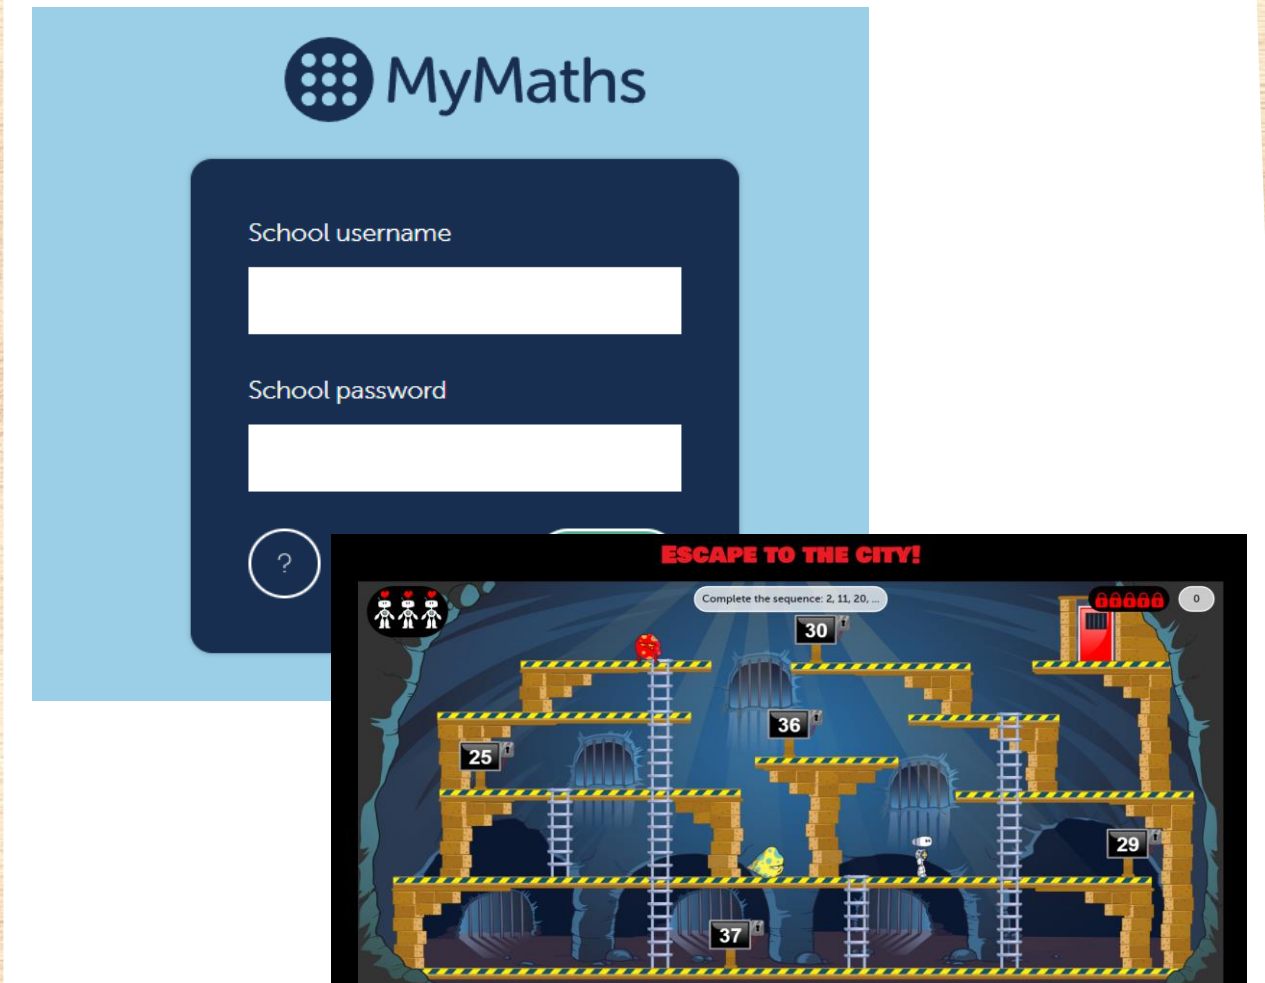 MyMaths
School username
School password
?
ESCAPE TO THE CITY!
Complete the sequence: 2, 11, 20, ...
0
30
36
25
29
37